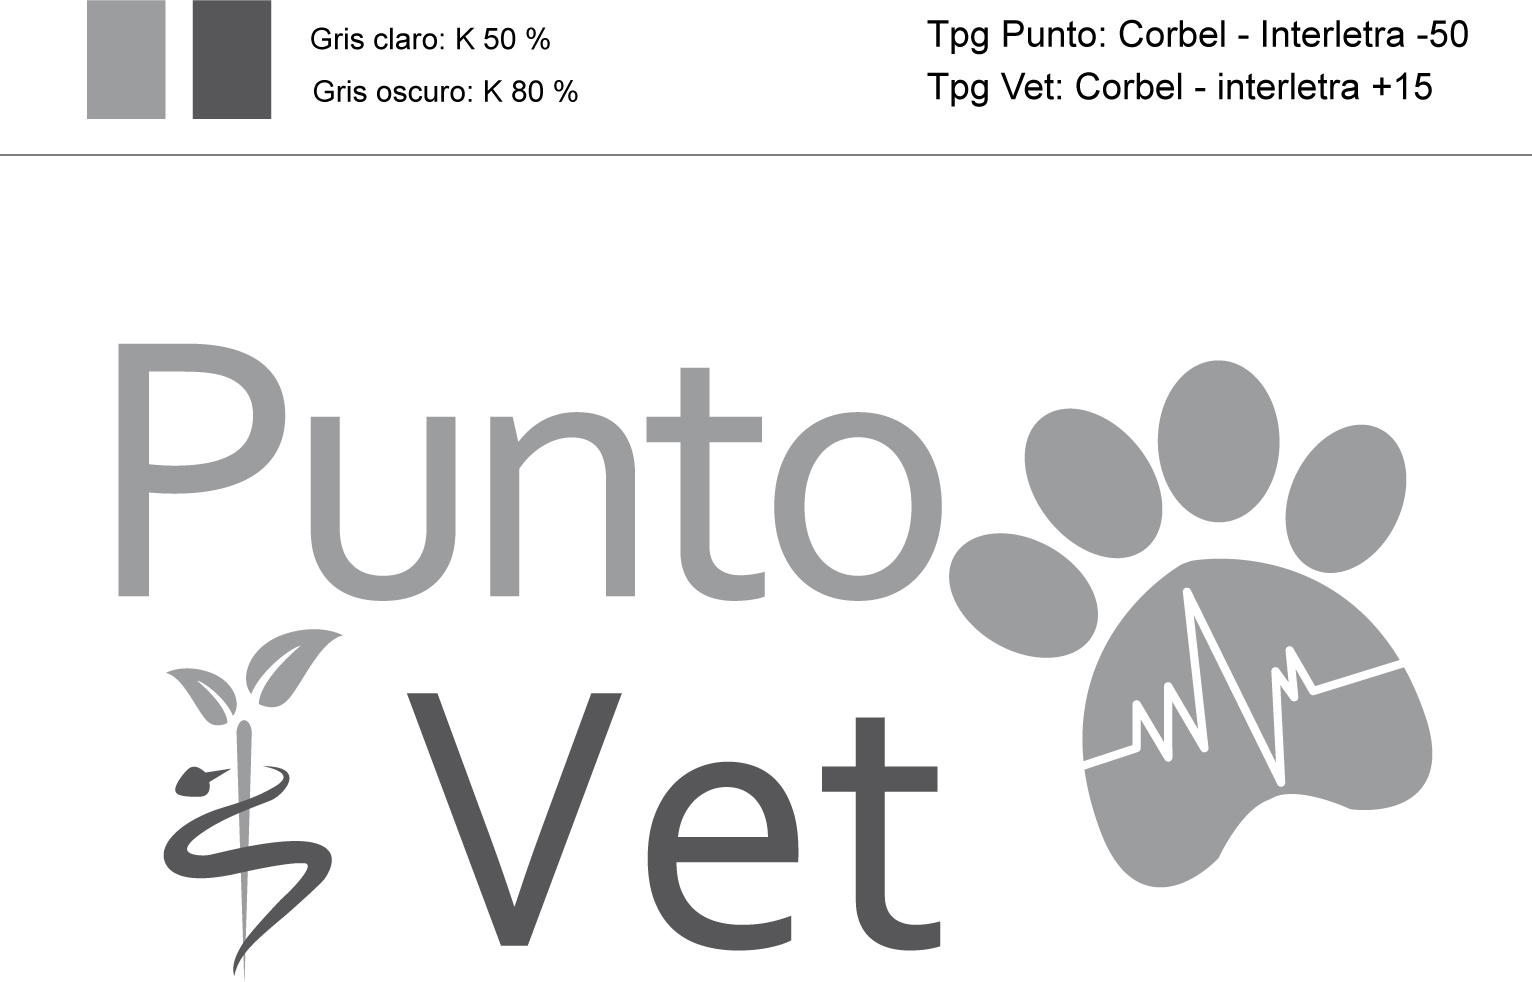 Gris claro: K 50 %
Gris oscuro: K 80 %
Tpg Punto: Corbel - Interletra -50
Tpg Vet: Corbel - interletra +15
Punto
Vet